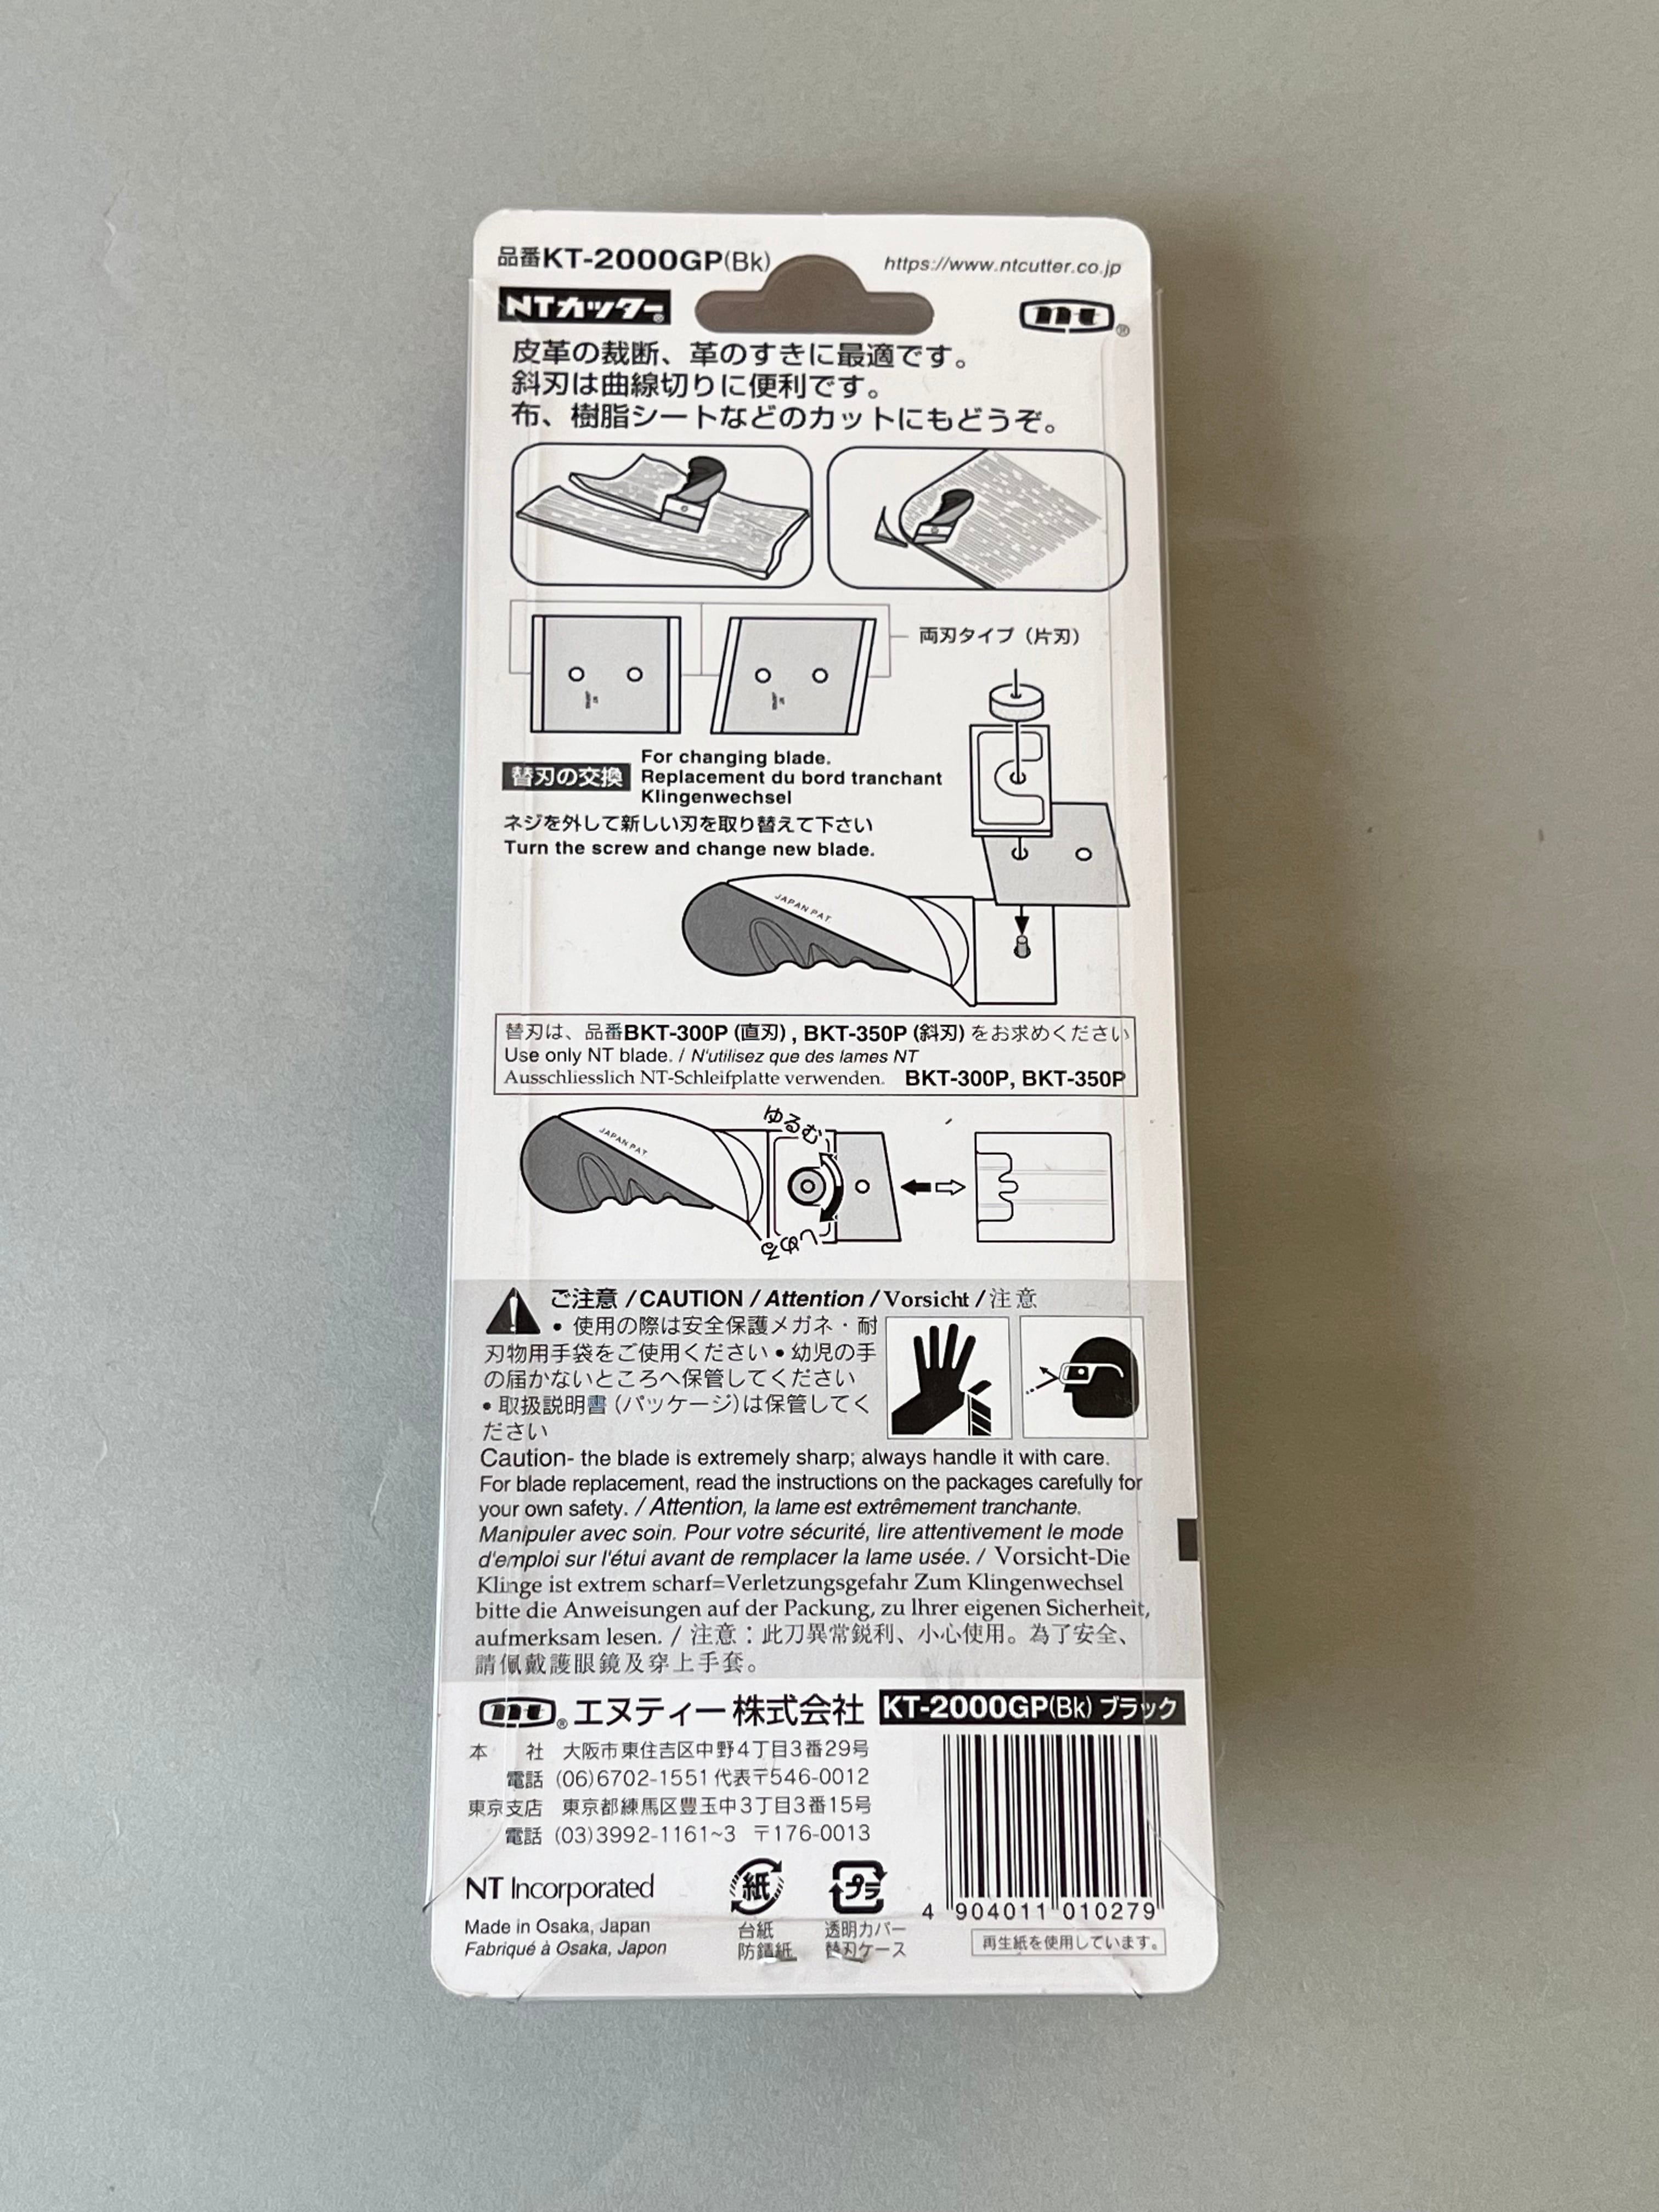 品番KT-2000GP(Bk)
https://www.ntcutter.co.jp
NTカッター®
nt®
皮革の裁断、革のすきに最適です。
斜刃は曲線切りに便利です。
布、樹脂シートなどのカットにもどうぞ。
両刃タイプ（片刃）
替刃の交換
For changing blade.
Replacement du bord tranchant
Klingenwechsel
ネジを外して新しい刃を取り替えて下さい
Turn the screw and change new blade.
JAPAN PAT
替刃は、品番BKT-300P（直刃）, BKT-350P（斜刃）をお求めください
Use only NT blade. / N'utilisez que des lames NT
Ausschliesslich NT-Schleifplatte verwenden. BKT-300P, BKT-350P
ゆるむ
JAPAN PAT
しめる
ご注意 / CAUTION / Attention / Vorsicht / 注意
• 使用の際は安全保護メガネ・耐
刃物用手袋をご使用ください • 幼児の手
の届かないところへ保管してください
• 取扱説明書（パッケージ）は保管してく
ださい
Caution- the blade is extremely sharp; always handle it with care.
For blade replacement, read the instructions on the packages carefully for
your own safety. / Attention, la lame est extrêmement tranchante.
Manipuler avec soin. Pour votre sécurité, lire attentivement le mode
d'emploi sur l'étui avant de remplacer la lame usée. / Vorsicht-Die
Klinge ist extrem scharf=Verletzungsgefahr Zum Klingenwechsel
bitte die Anweisungen auf der Packung, zu lhrer eigenen Sicherheit,
aufmerksam lesen. / 注意：此刀異常鋭利、小心使用。為了安全、
請佩戴護眼鏡及穿上手套。
nt®エヌティー株式会社
KT-2000GP(Bk) ブラック
本　社　大阪市東住吉区中野4丁目3番29号
電話 (06)6702-1551 代表〒546-0012
東京支店　東京都練馬区豊玉中3丁目3番15号
電話 (03)3992-1161~3　〒176-0013
NT Incorporated
Made in Osaka, Japan
Fabriqué à Osaka, Japon
紙
台紙
防錆紙
プラ
透明カバー
替刃ケース
4 904011 010279
再生紙を使用しています。